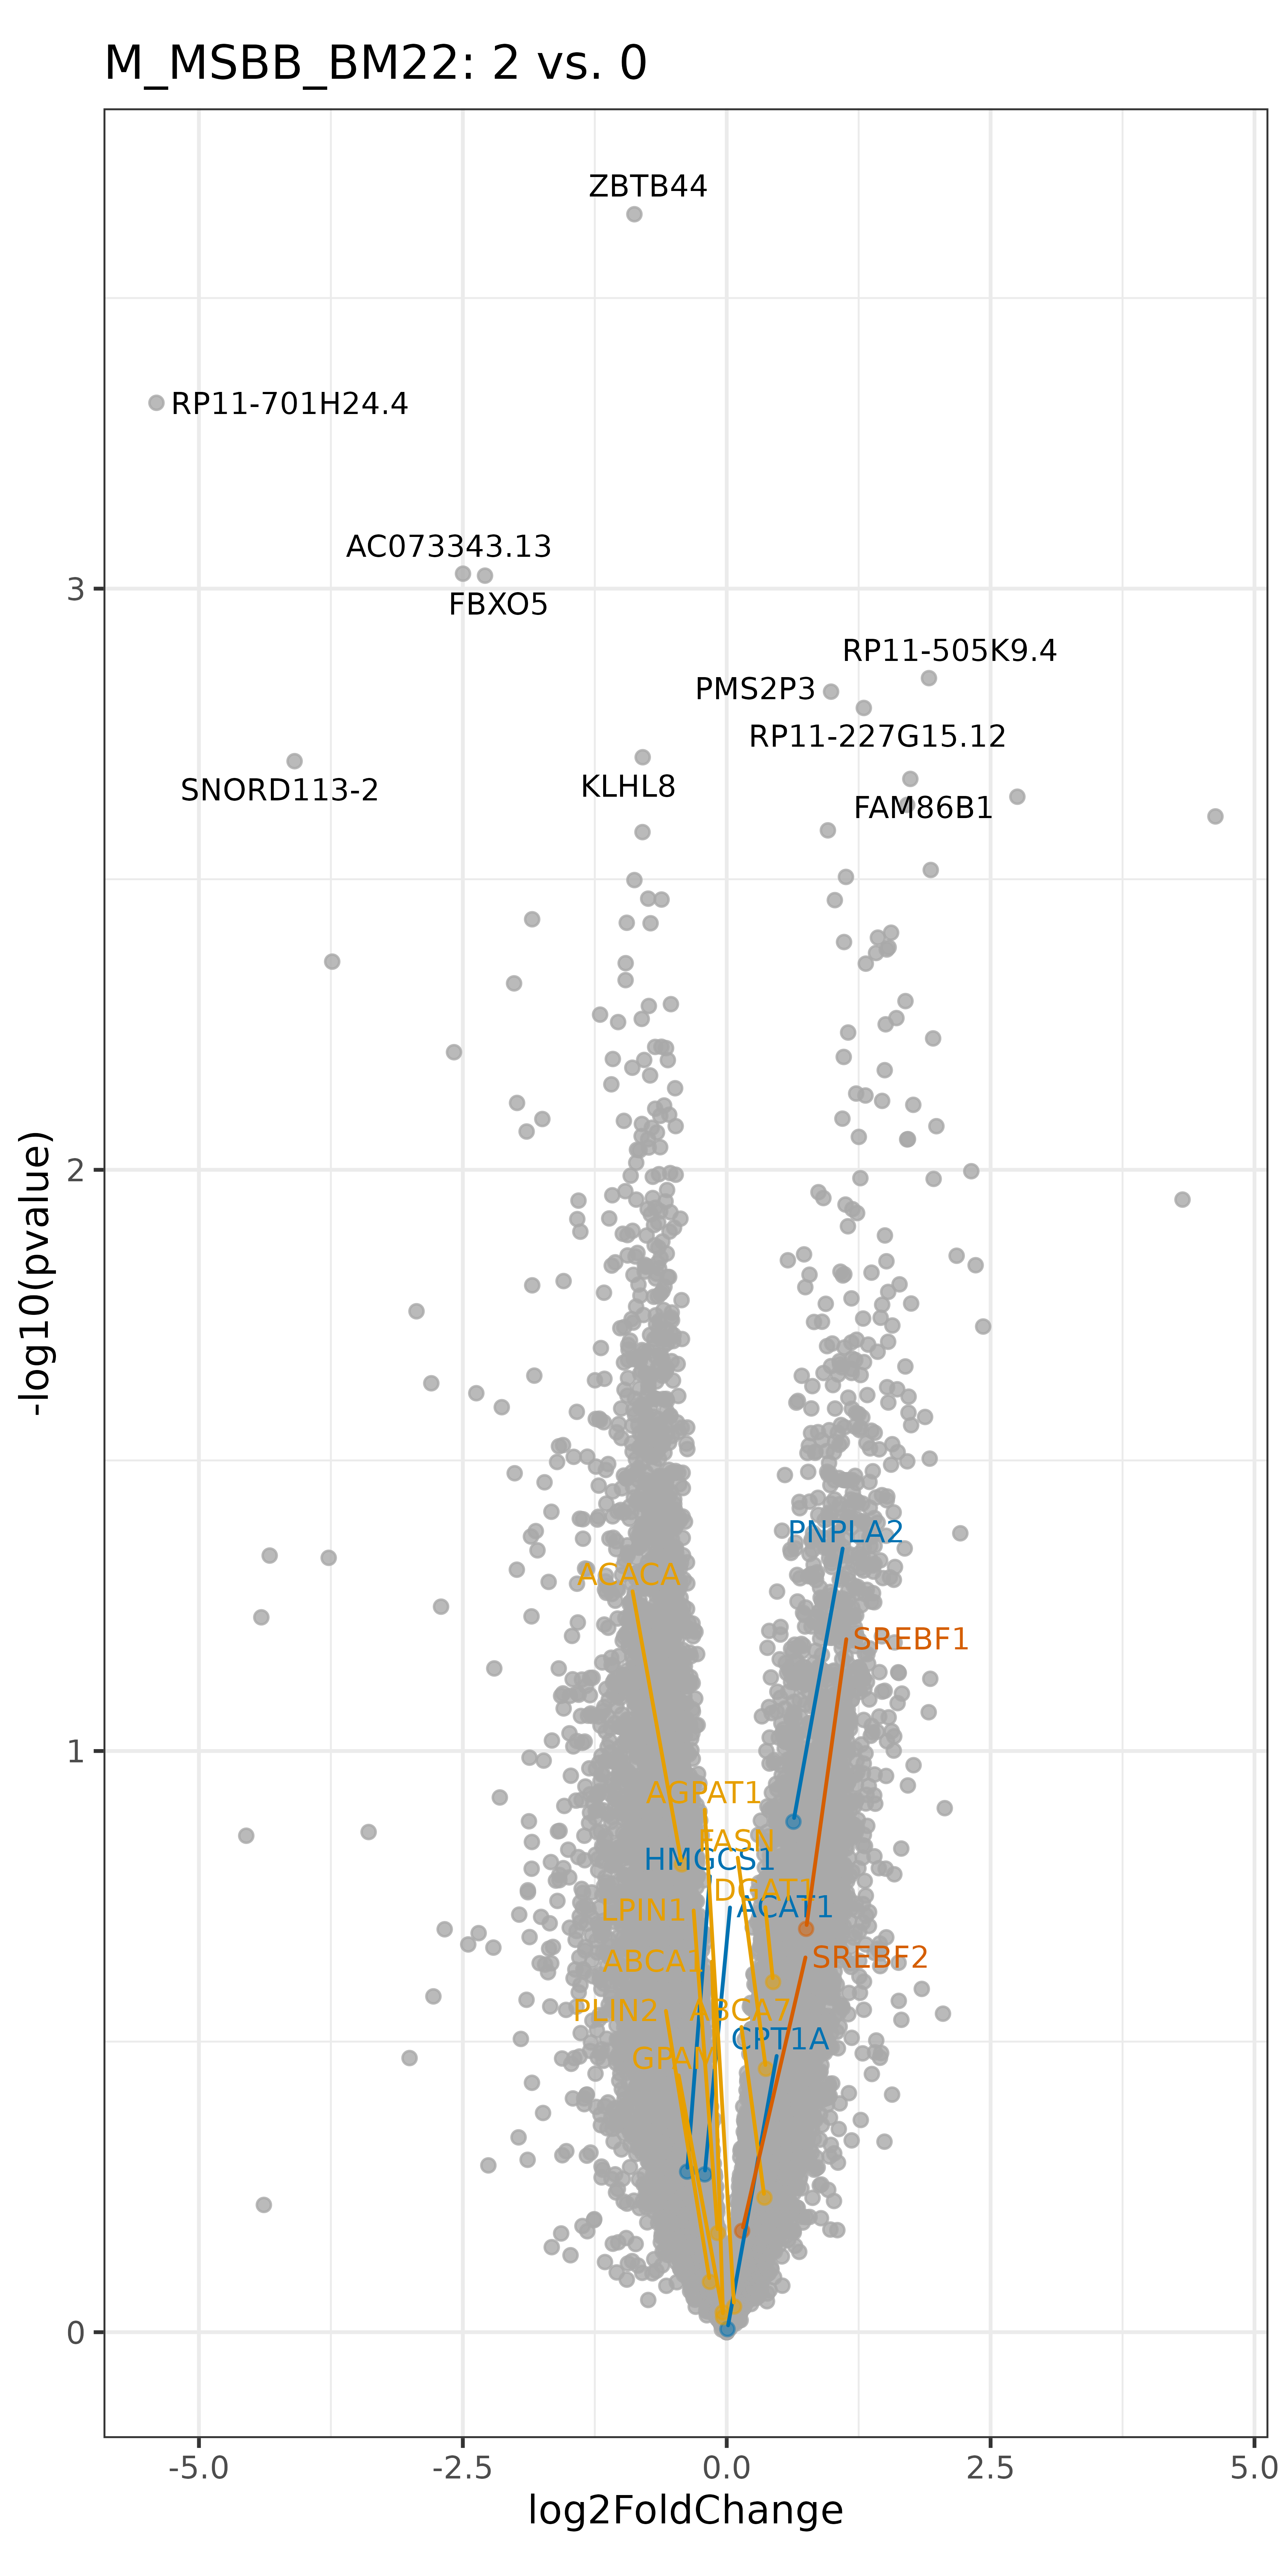 M_MSBB_BM22: 2 vs. 0
ZBTB44
RP11-701H24.4
AC073343.13
FBXO5
RP11-505K9.4
PMS2P3
RP11-227G15.12
SNORD113-2
KLHL8
FAM86B1
PNPLA2
ACACA
SREBF1
AGPAT1
FASN
HMGCS1
DGAT1
ACAT1
LPIN1
SREBF2
ABCA1
PLIN2
ABCA7
CPT1A
GPAM
3
2
1
0
-log10(pvalue)
-5.0
-2.5
0.0
2.5
5.0
log2FoldChange